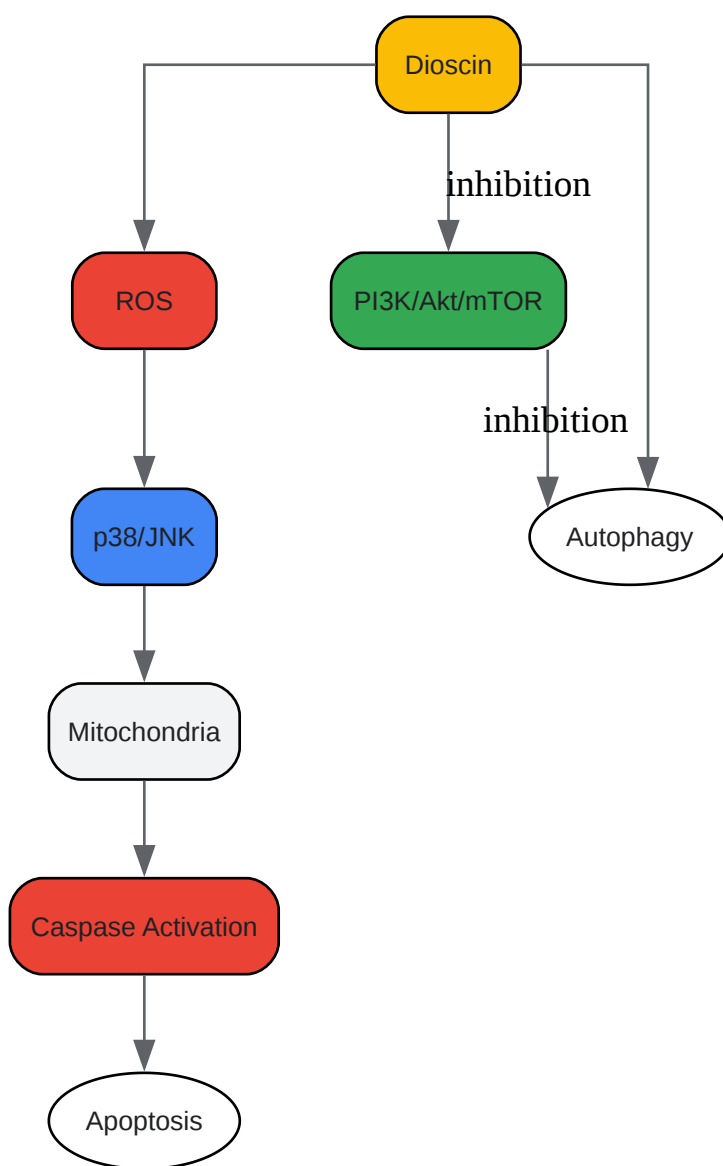 Dioscin
inhibition
ROS
PI3K/Akt/mTOR
inhibition
p38/JNK
Autophagy
Mitochondria
Caspase Activation
Apoptosis